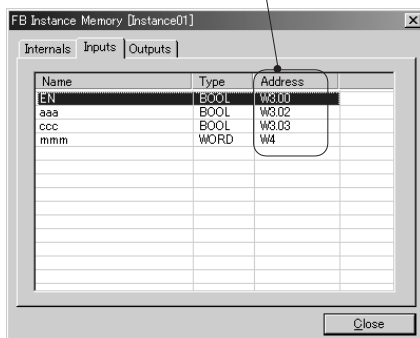 FB Instance Memory [Instance01]
Internals Inputs Outputs
Name Type Address
EN BOOL W3.00
aaa BOOL W3.02
ccc BOOL W3.03
mmm WORD W4
Close